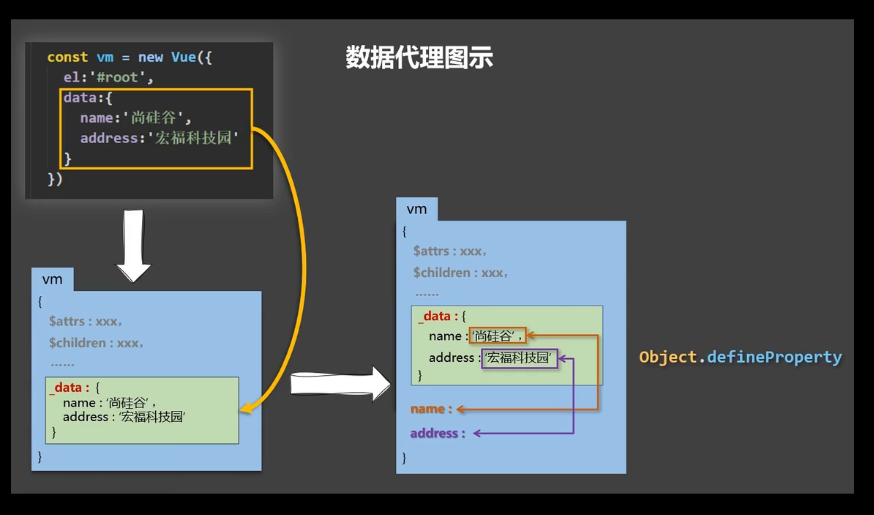 数据代理图示
const vm = new Vue({
el:'#root',
data:{
name:'尚硅谷',
address:'宏福科技园'
}
})
vm
{
$attrs : xxx,
$children : xxx,
......
_data : {
name : '尚硅谷' ,
address : '宏福科技园'
}
}
vm
{
$attrs : xxx,
$children : xxx,
......
_data : {
name : '尚硅谷' ,
address : '宏福科技园'
}
name :
address :
}
Object.defineProperty